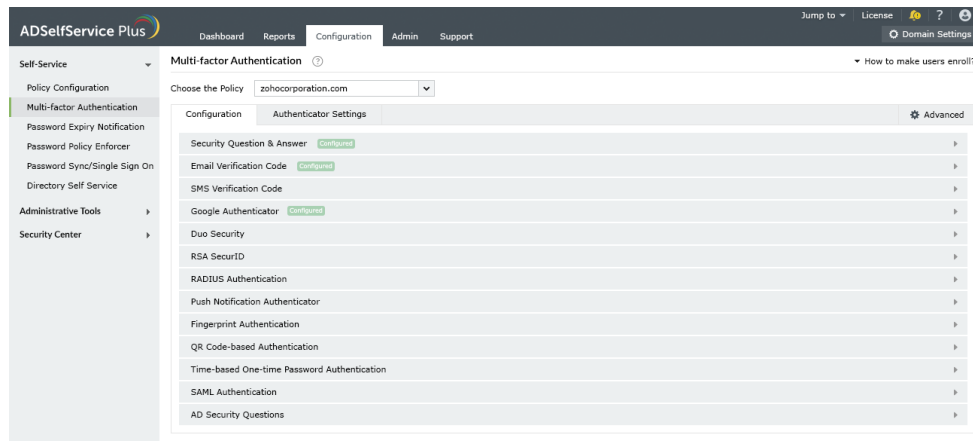 Jump to License ?
ADSelfService Plus
Dashboard Reports Configuration Admin Support
Domain Settings
Self-Service
Policy Configuration
Multi-factor Authentication
Password Expiry Notification
Password Policy Enforcer
Password Sync/Single Sign On
Directory Self Service
Administrative Tools
Security Center
Multi-factor Authentication ?
How to make users enroll?
Choose the Policy zohocorporation.com
Configuration Authenticator Settings
Advanced
Security Question & Answer Configured
Email Verification Code Configured
SMS Verification Code
Google Authenticator Configured
Duo Security
RSA SecurID
RADIUS Authentication
Push Notification Authenticator
Fingerprint Authentication
QR Code-based Authentication
Time-based One-time Password Authentication
SAML Authentication
AD Security Questions